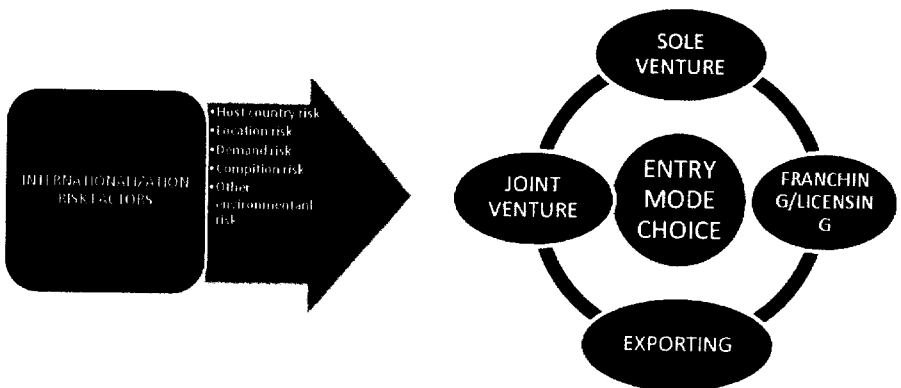 INTERNATIONALIZATION
RISK FACTORS
•Host country risk
•Location risk
•Demand risk
•Compition risk
•Other
environmentanl
risk
SOLE
VENTURE
JOINT
VENTURE
ENTRY
MODE
CHOICE
FRANCHIN
G/LICENSIN
G
EXPORTING